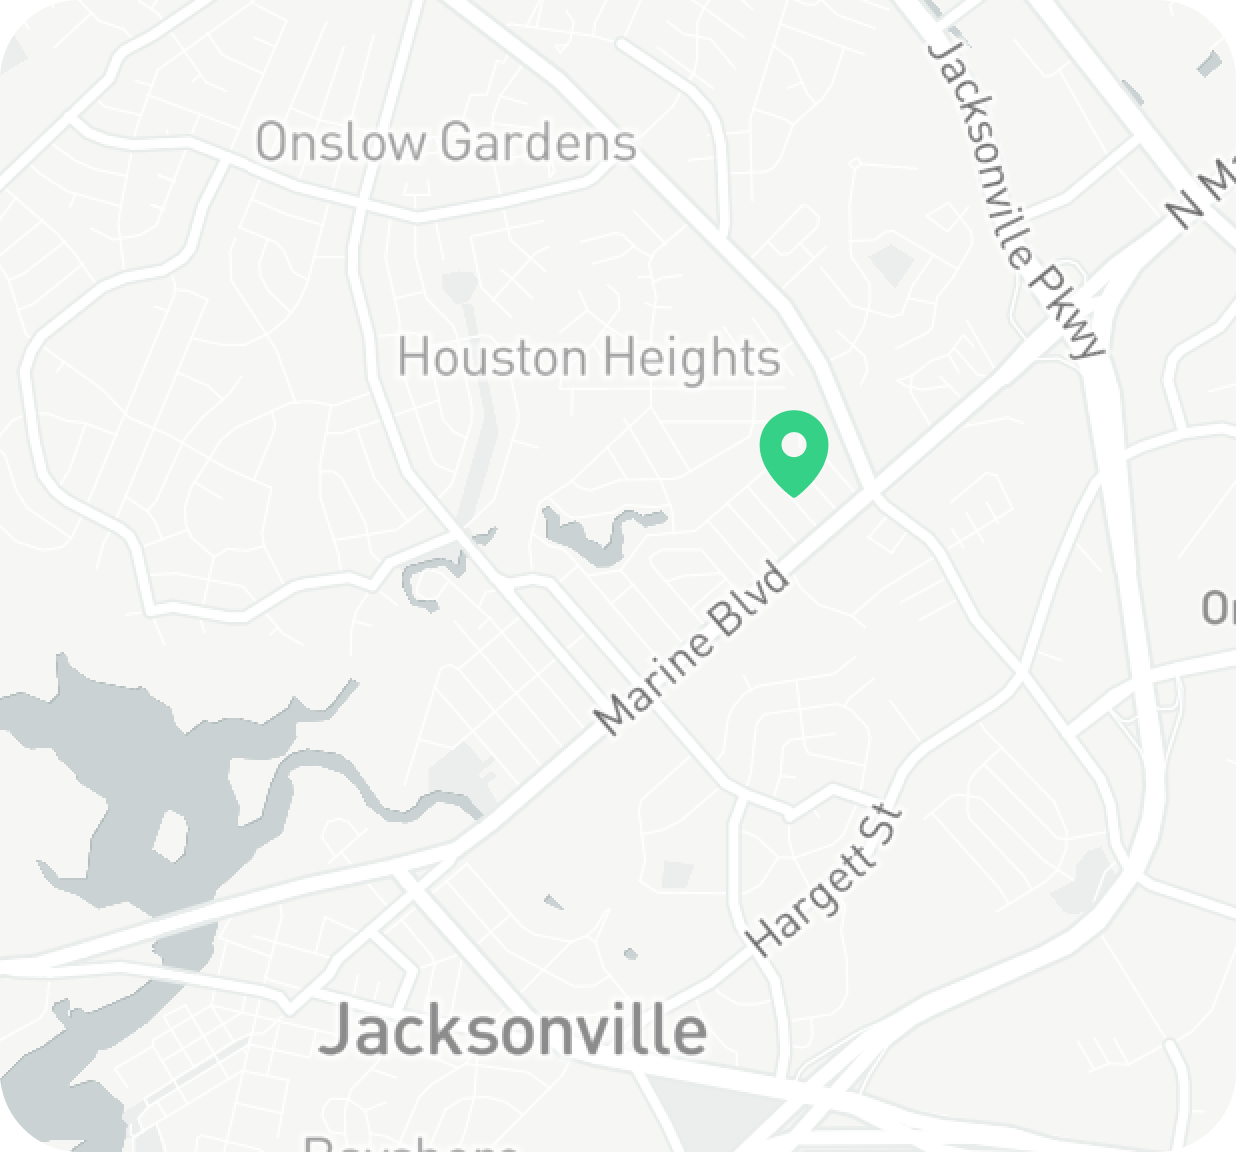 Onslow Gardens
Jacksonville Pkwy
Houston Heights
Marine Blvd
Hargett St
Jacksonville